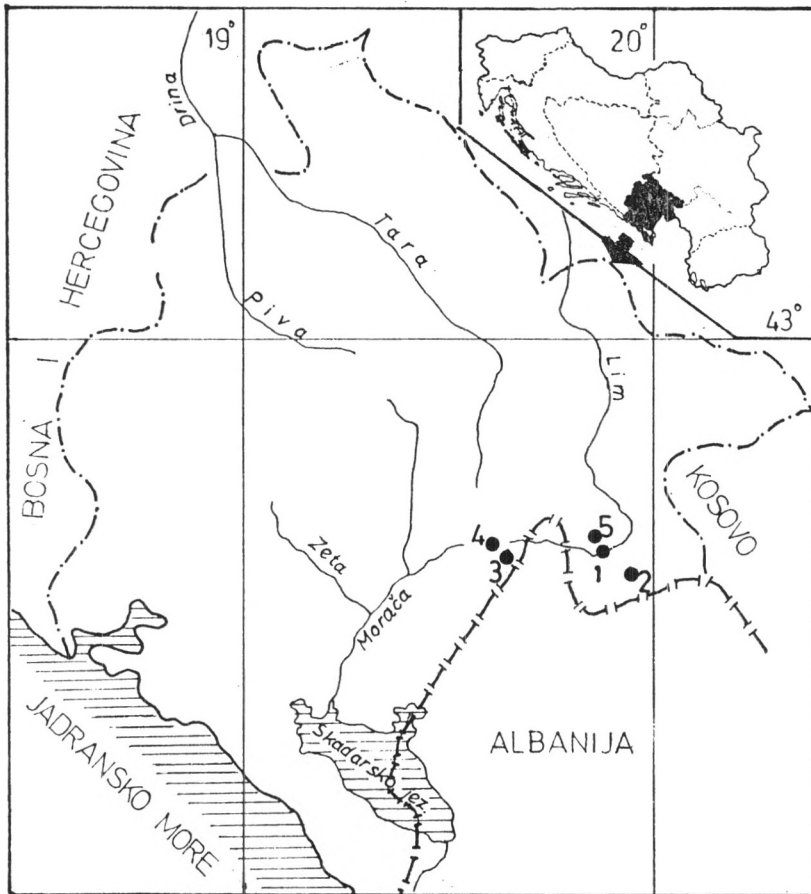 19°
20°
Drina
HERCEGOVINA
Tara
Piva
43°
Lim
I
BOSNA
KOSOVO
4
5
3
1
2
Zeta
Morača
JADRANSKO MORE
Skadarsko jez.
ALBANIJA